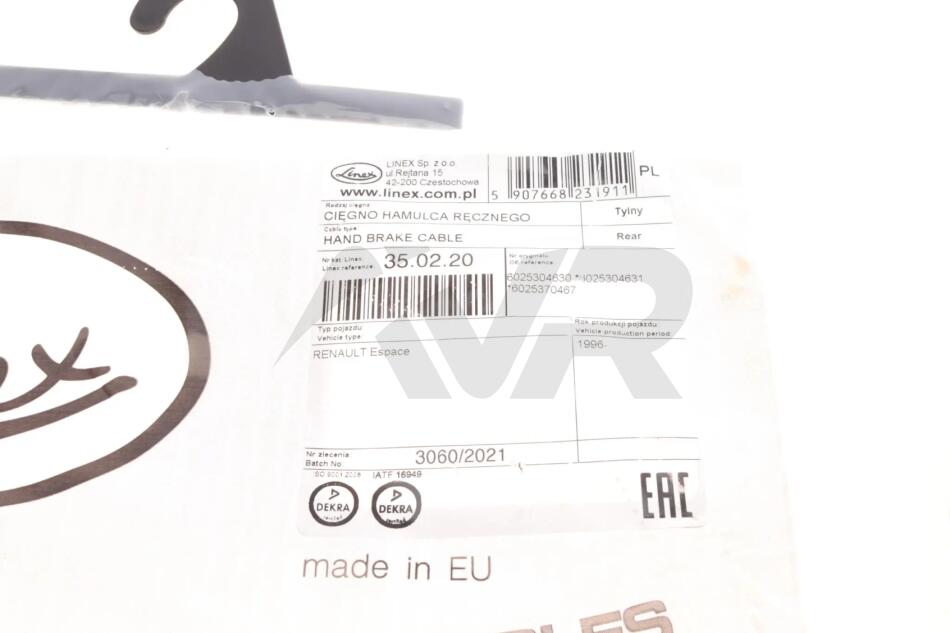 Linex
LINEX Sp. z o.o.
ul.Rejtana 15
42-200 Czestochowa
www.linex.com.pl
5 907668 231911
PL
Rodzaj cięgna
CIĘGNO HAMULCA RĘCZNEGO
Tylny
Cable type
HAND BRAKE CABLE
Rear
Nr kat. Linex:
Linex reference:
35.02.20
Nr oryginału
OE reference
6025304630 *6025304631
*6025370467
Typ pojazdu
Vehicle type:
Rok produkcji pojazdu:
Vehicle production period:
RENAULT Espace
1996-
Nr zlecenia:
Batch No:
3060/2021
ISO 9001:2008
IATF 16949
DEKRA
DEKRA
EAC
made in EU
AVR